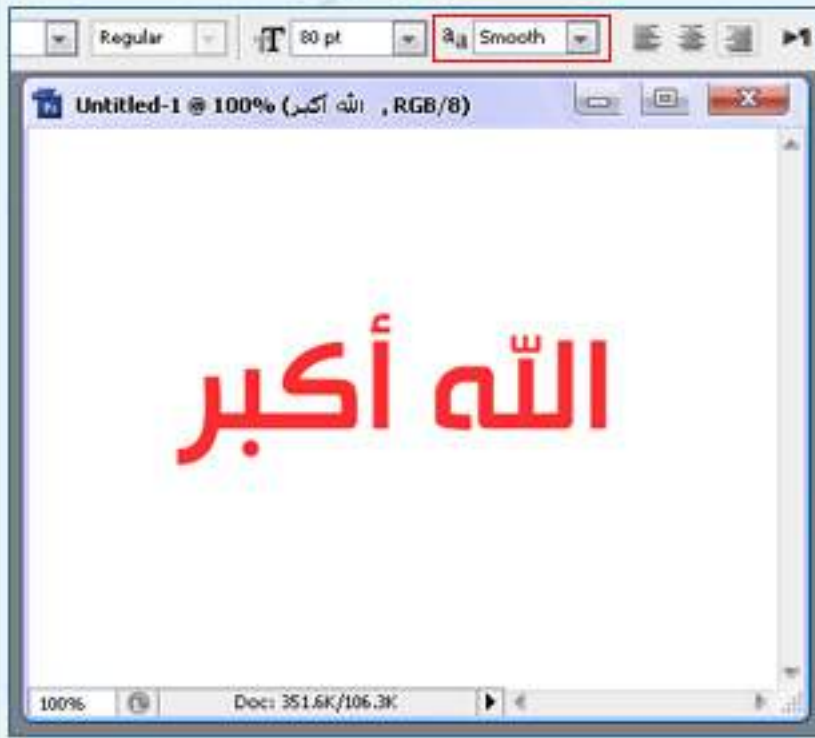 Regular 80 pt aa Smooth
Untitled-1 @ 100% (الله أكبر , RGB/8)
الله أكبر
100% Doc: 351.6K/106.3K